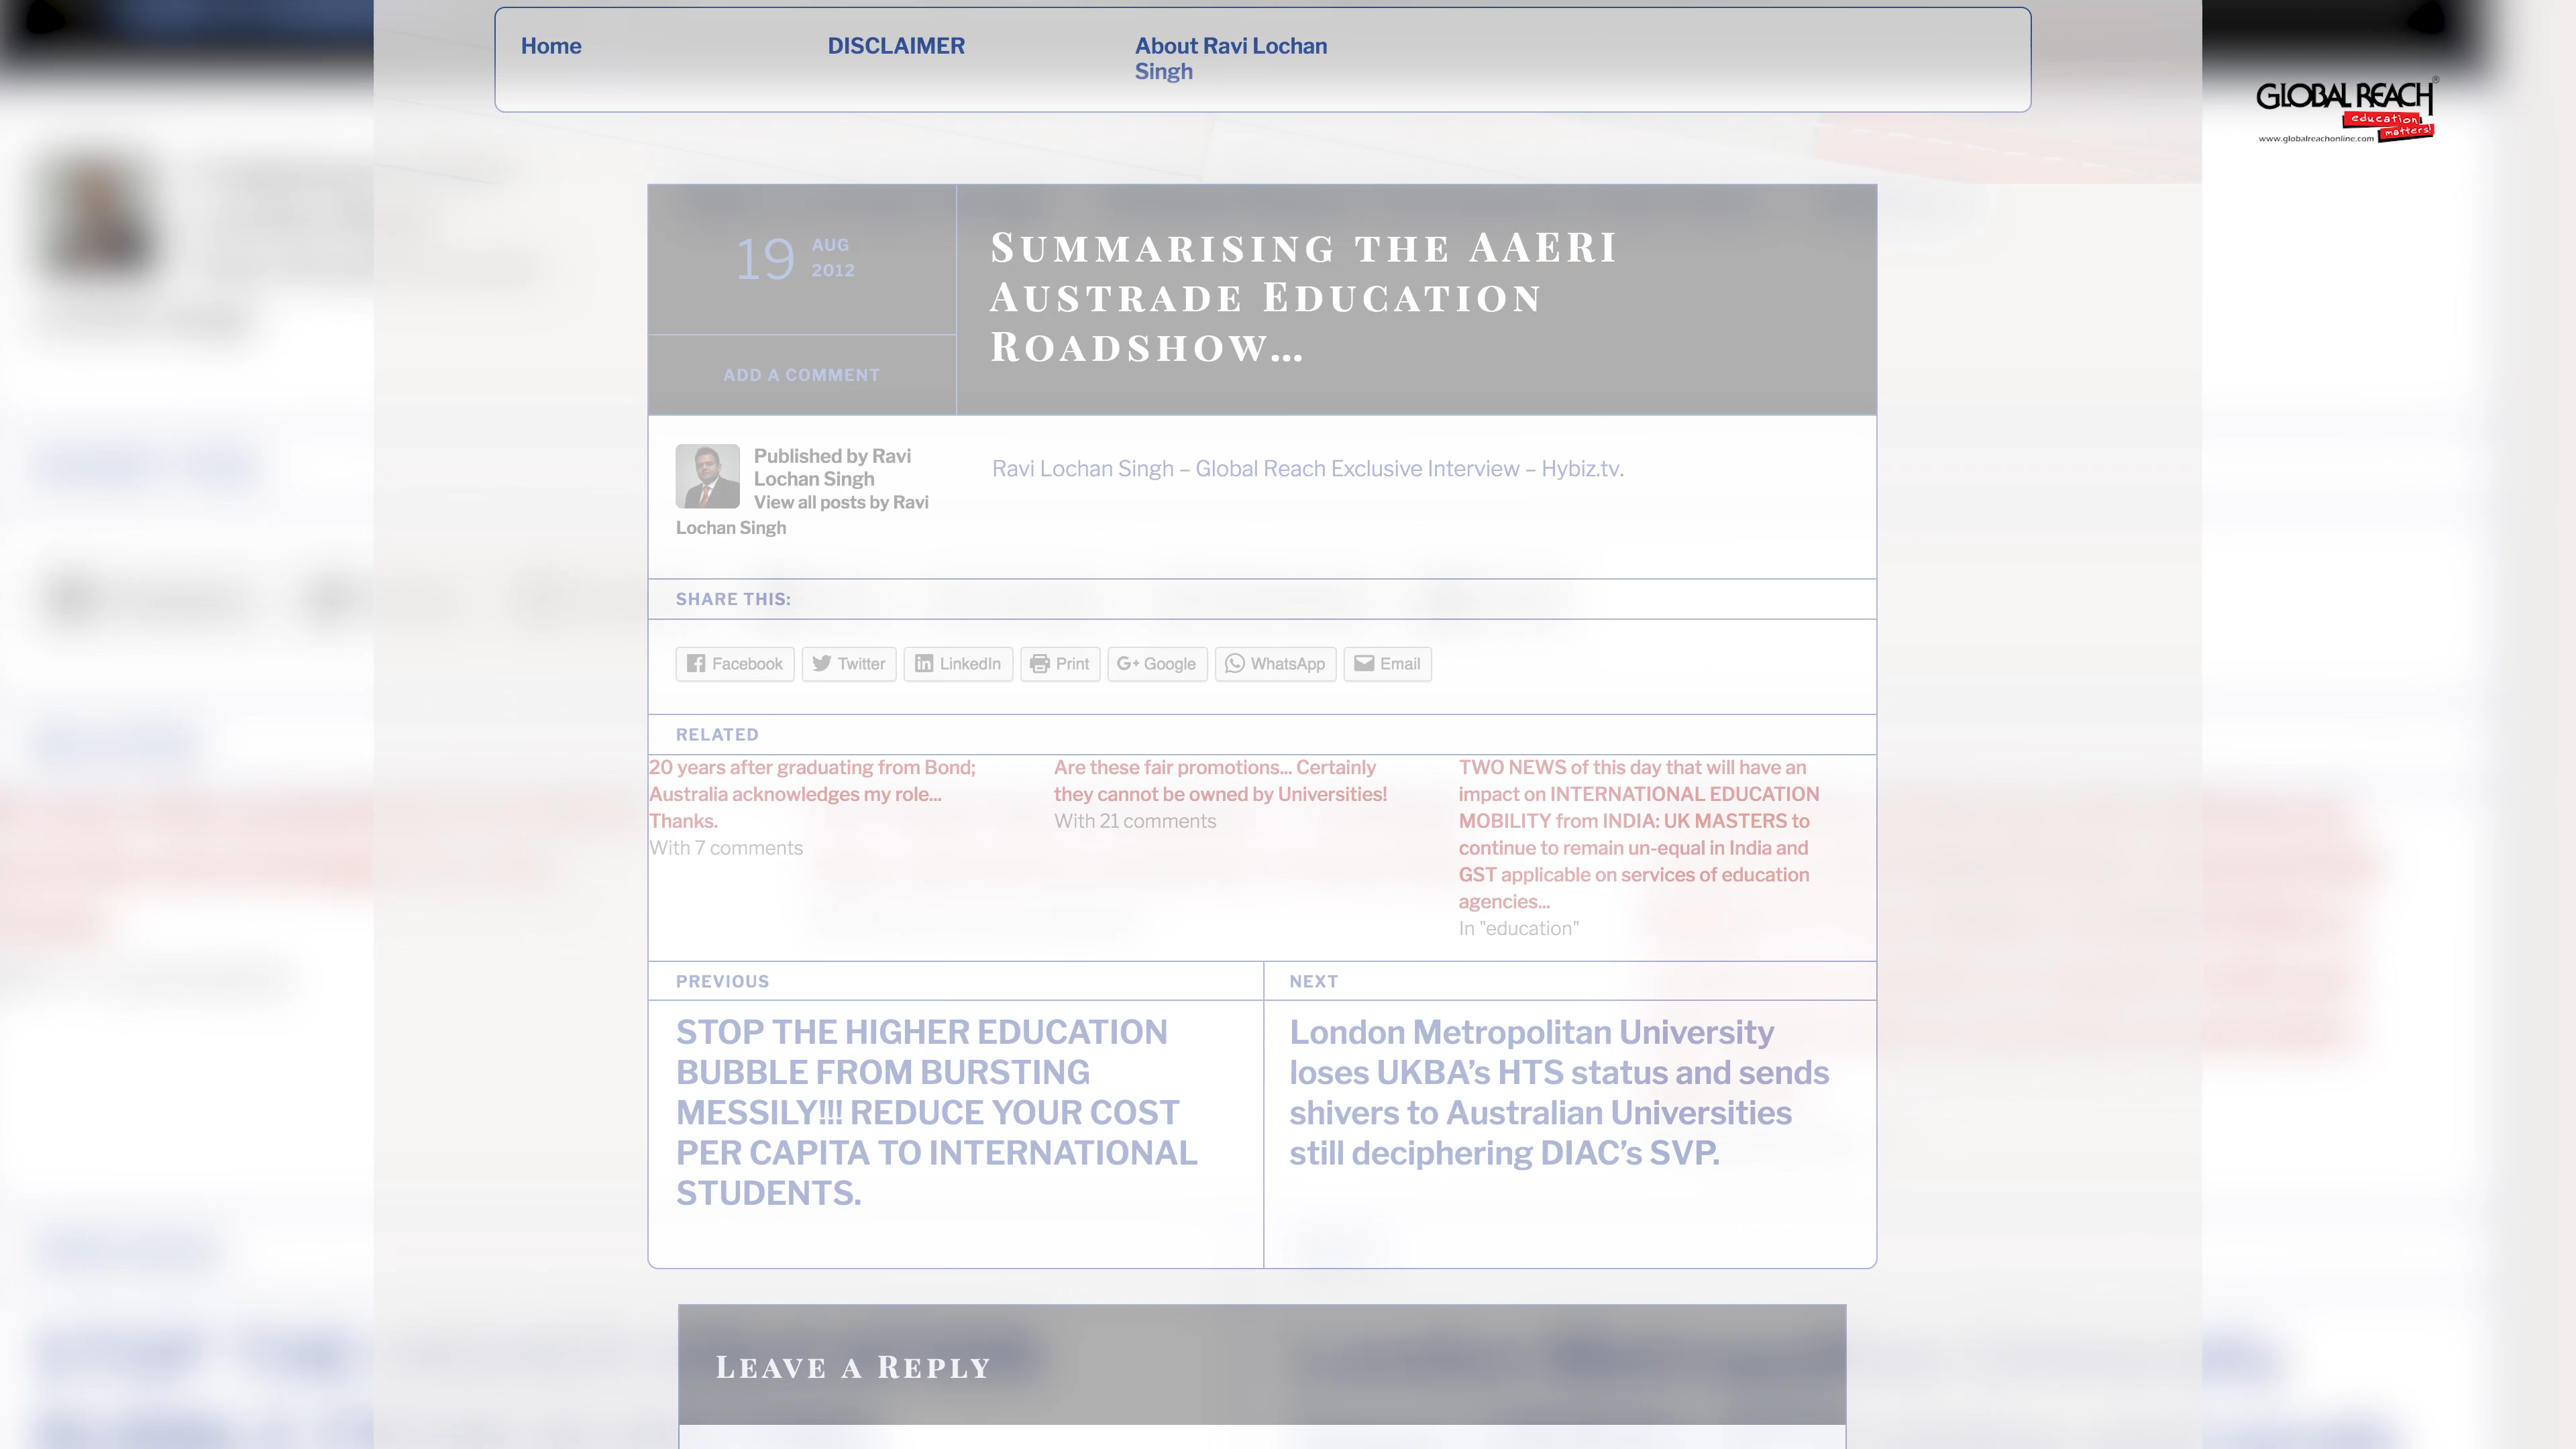 Home
DISCLAIMER
About Ravi Lochan
Singh
GLOBAL REACH®
education
matters!
www.globalreachonline.com
19
AUG
2012
ADD A COMMENT
SUMMARISING THE AAERI
AUSTRADE EDUCATION
ROADSHOW…
Published by Ravi
Lochan Singh
View all posts by Ravi
Lochan Singh
Ravi Lochan Singh – Global Reach Exclusive Interview – Hybiz.tv.
SHARE THIS:
Facebook
Twitter
LinkedIn
Print
G+ Google
WhatsApp
Email
RELATED
20 years after graduating from Bond;
Australia acknowledges my role...
Thanks.
With 7 comments
Are these fair promotions... Certainly
they cannot be owned by Universities!
With 21 comments
TWO NEWS of this day that will have an
impact on INTERNATIONAL EDUCATION
MOBILITY from INDIA: UK MASTERS to
continue to remain un-equal in India and
GST applicable on services of education
agencies...
In "education"
PREVIOUS
STOP THE HIGHER EDUCATION
BUBBLE FROM BURSTING
MESSILY!!! REDUCE YOUR COST
PER CAPITA TO INTERNATIONAL
STUDENTS.
NEXT
London Metropolitan University
loses UKBA’s HTS status and sends
shivers to Australian Universities
still deciphering DIAC’s SVP.
LEAVE A REPLY